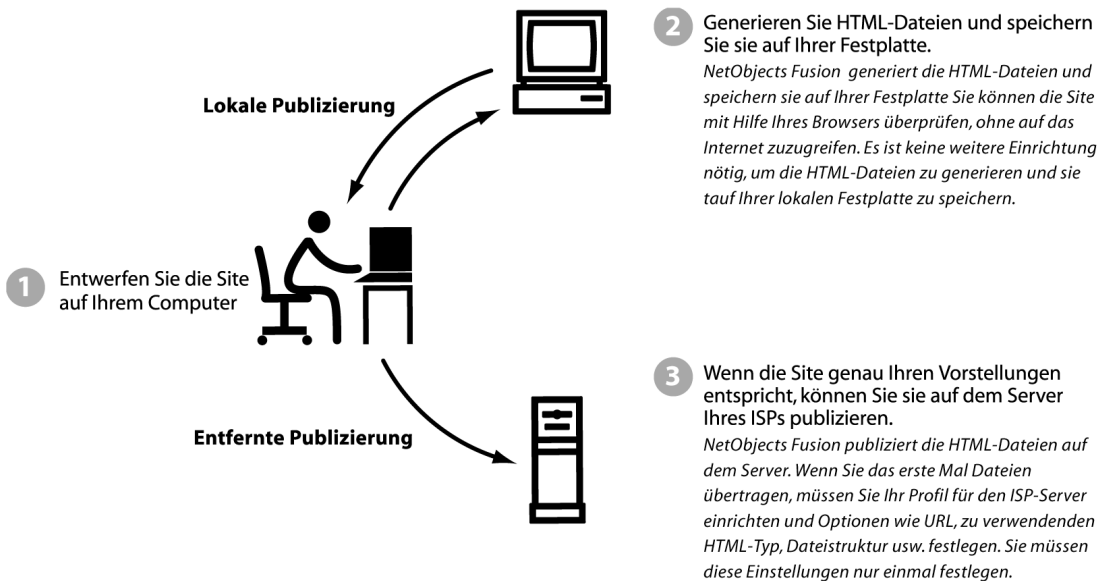 1
Entwerfen Sie die Site
auf Ihrem Computer
Lokale Publizierung
2
Generieren Sie HTML-Dateien und speichern
Sie sie auf Ihrer Festplatte.
NetObjects Fusion generiert die HTML-Dateien und
speichern sie auf Ihrer Festplatte Sie können die Site
mit Hilfe Ihres Browsers überprüfen, ohne auf das
Internet zuzugreifen. Es ist keine weitere Einrichtung
nötig, um die HTML-Dateien zu generieren und sie
tauf Ihrer lokalen Festplatte zu speichern.
Entfernte Publizierung
3
Wenn die Site genau Ihren Vorstellungen
entspricht, können Sie sie auf dem Server
Ihres ISPs publizieren.
NetObjects Fusion publiziert die HTML-Dateien auf
dem Server. Wenn Sie das erste Mal Dateien
übertragen, müssen Sie Ihr Profil für den ISP-Server
einrichten und Optionen wie URL, zu verwendenden
HTML-Typ, Dateistruktur usw. festlegen. Sie müssen
diese Einstellungen nur einmal festlegen.